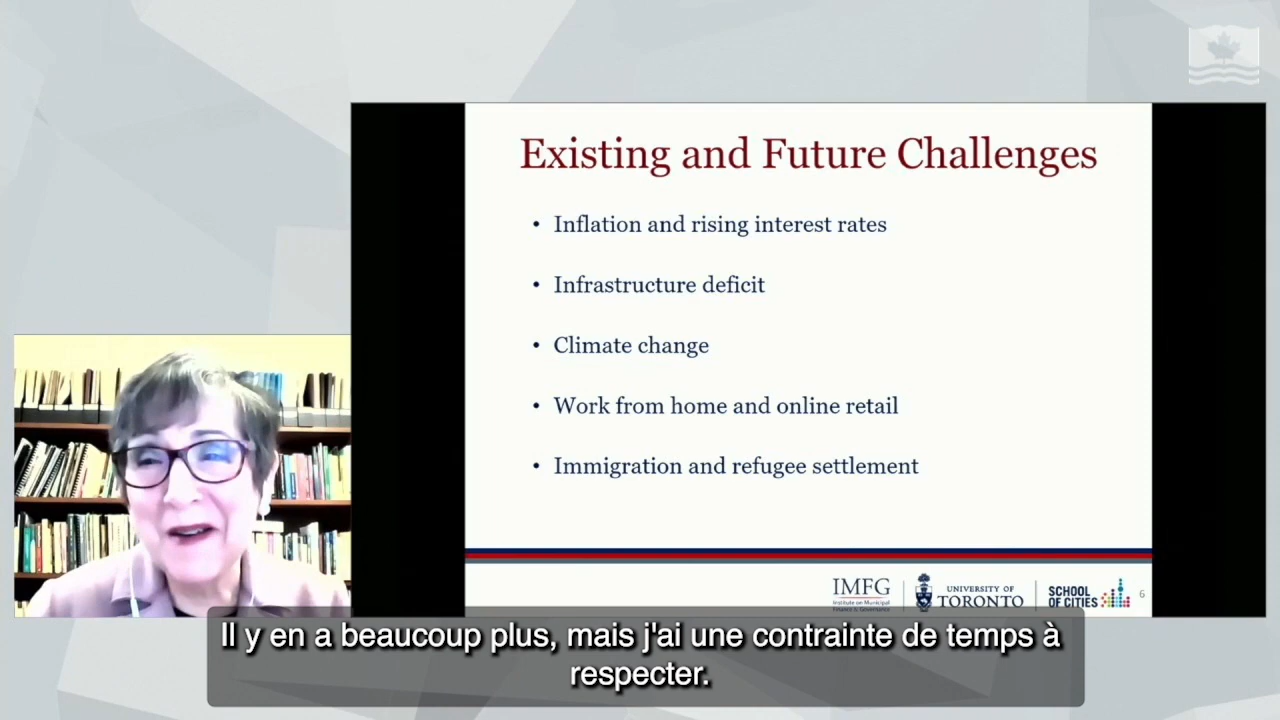 Existing and Future Challenges
• Inflation and rising interest rates
• Infrastructure deficit
• Climate change
• Work from home and online retail
• Immigration and refugee settlement
IMFG
Institute on Municipal
Finance & Governance
UNIVERSITY OF
TORONTO
SCHOOL
OF CITIES
6
Il y en a beaucoup plus, mais j'ai une contrainte de temps à
respecter.